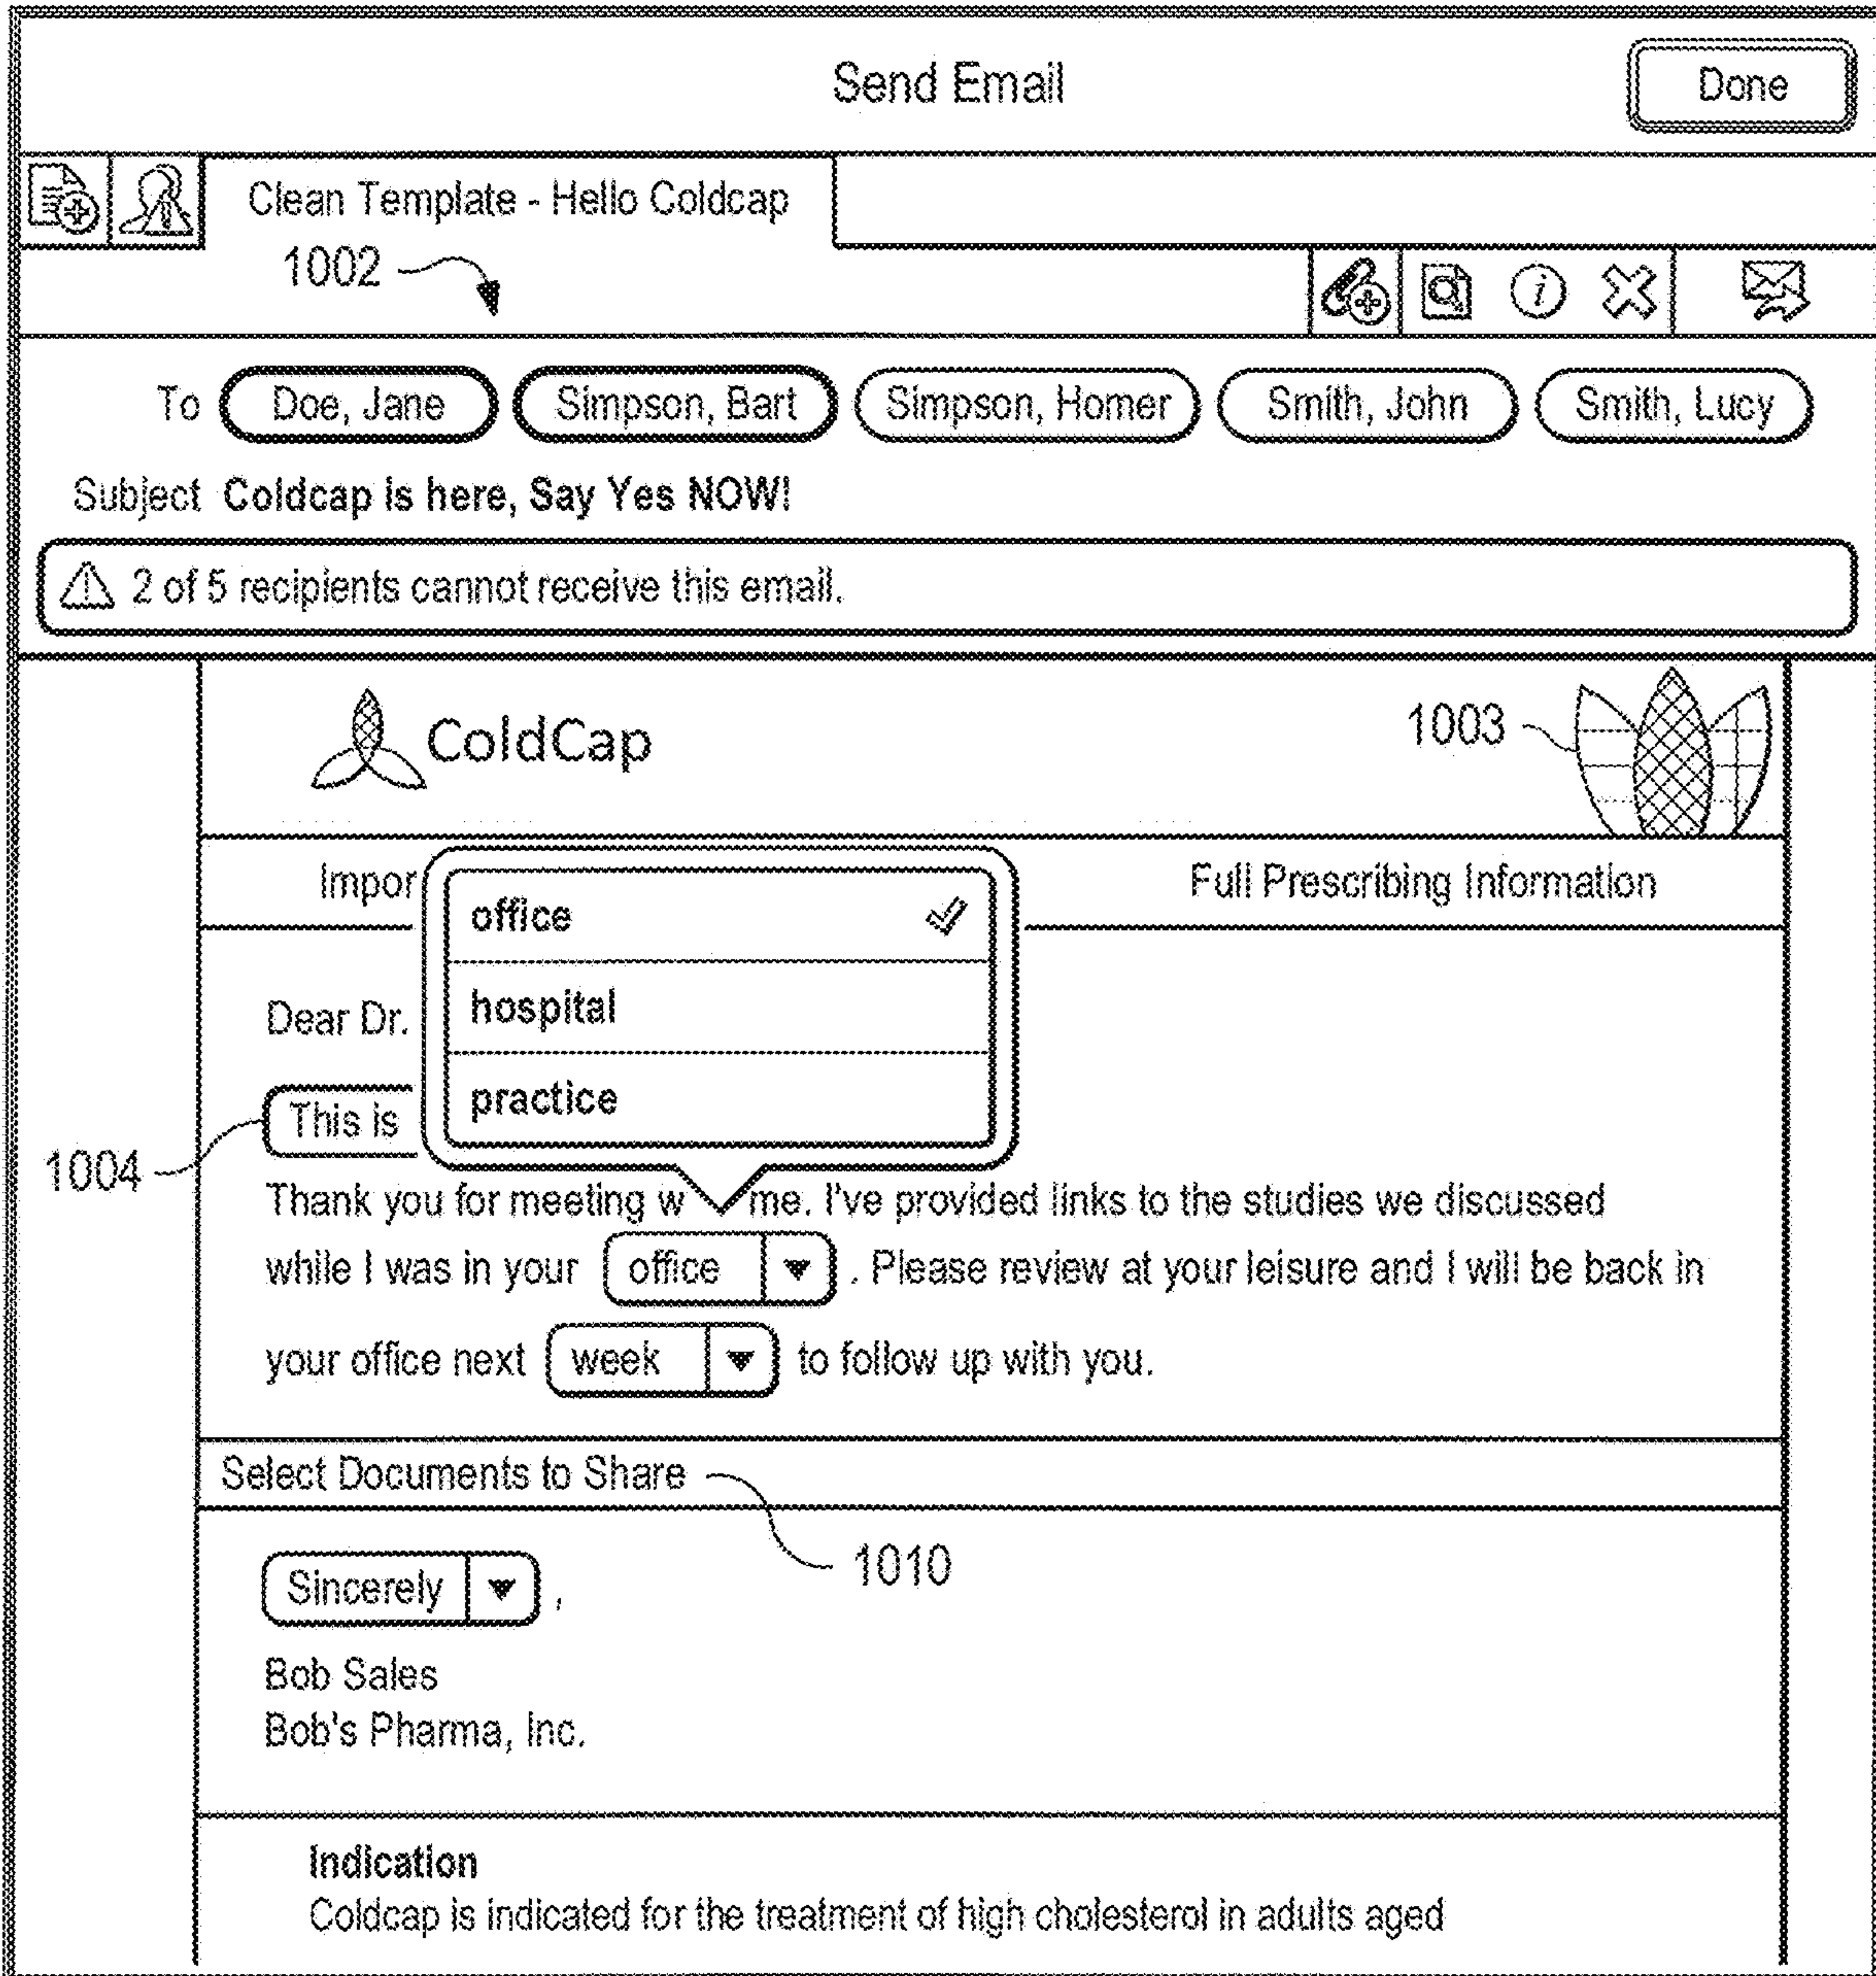 Send Email
Done
Clean Template - Hello Coldcap
1002
To Doe, Jane Simpson, Bart Simpson, Homer Smith, John Smith, Lucy
Subject Coldcap is here, Say Yes NOW!
2 of 5 recipients cannot receive this email.
ColdCap
1003
Impor
Full Prescribing Information
office
hospital
Dear Dr.
practice
This is
1004
Thank you for meeting w me. I've provided links to the studies we discussed
while I was in your office . Please review at your leisure and I will be back in
your office next week to follow up with you.
Select Documents to Share
1010
Sincerely ,
Bob Sales
Bob's Pharma, Inc.
Indication
Coldcap is indicated for the treatment of high cholesterol in adults aged